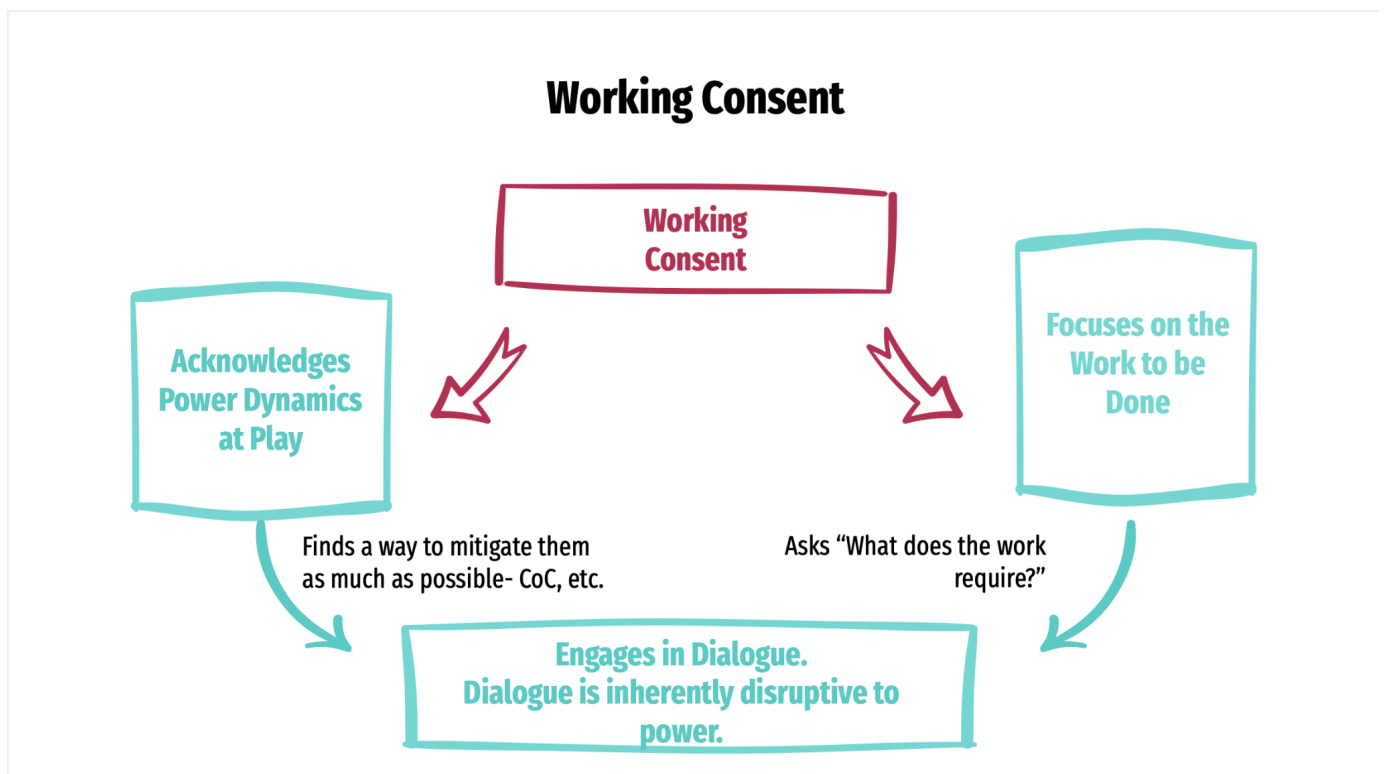 Working Consent
Working
Consent
Acknowledges
Power Dynamics
at Play
Focuses on the
Work to be
Done
Finds a way to mitigate them
as much as possible- CoC, etc.
Asks “What does the work
require?”
Engages in Dialogue.
Dialogue is inherently disruptive to
power.